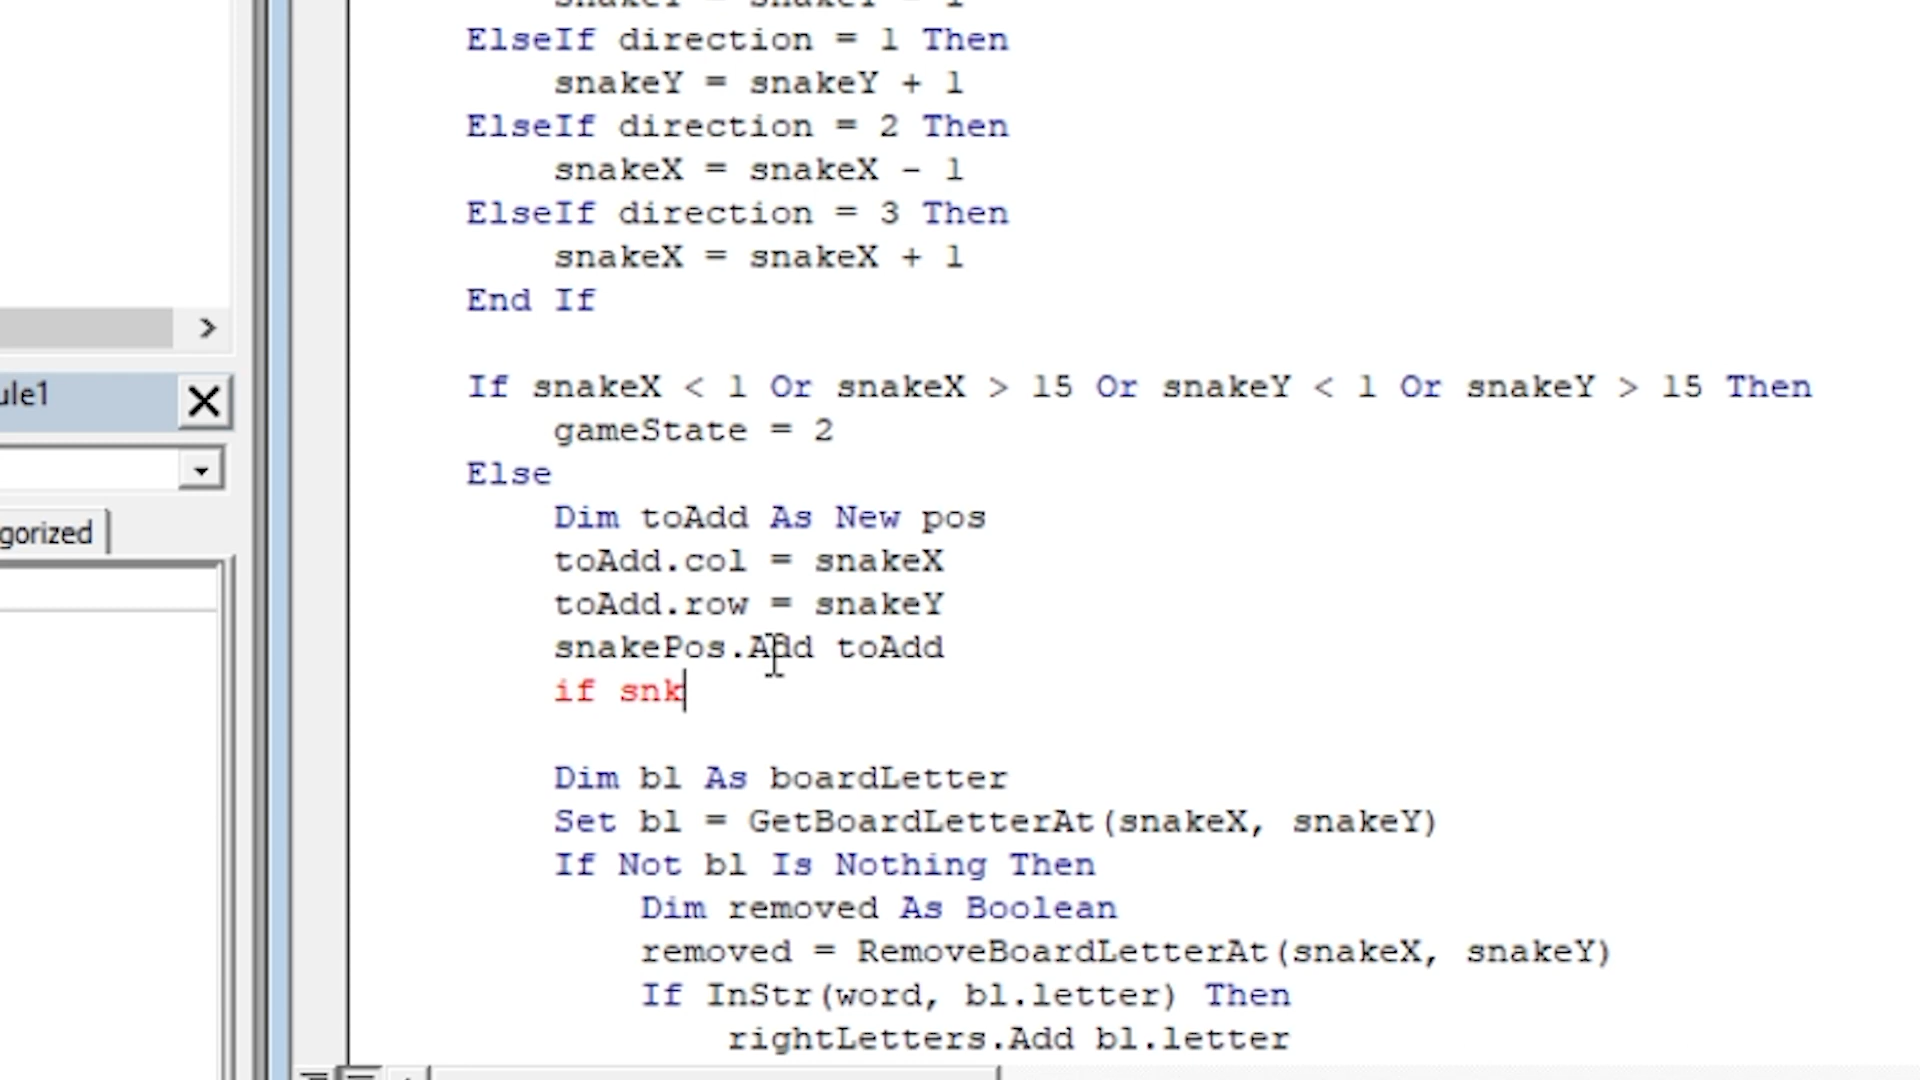 snakeY = snakeY - 1
ElseIf direction = 1 Then
snakeY = snakeY + 1
ElseIf direction = 2 Then
snakeX = snakeX - 1
ElseIf direction = 3 Then
snakeX = snakeX + 1
End If
If snakeX < 1 Or snakeX > 15 Or snakeY < 1 Or snakeY > 15 Then
ule1
gameState = 2
Else
Dim toAdd As New pos
gorized
toAdd.col = snakeX
toAdd.row = snakeY
snakePos.Add toAdd
if snk
Dim bl As boardLetter
Set bl = GetBoardLetterAt(snakeX, snakeY)
If Not bl Is Nothing Then
Dim removed As Boolean
removed = RemoveBoardLetterAt(snakeX, snakeY)
If InStr(word, bl.letter) Then
rightLetters.Add bl.letter